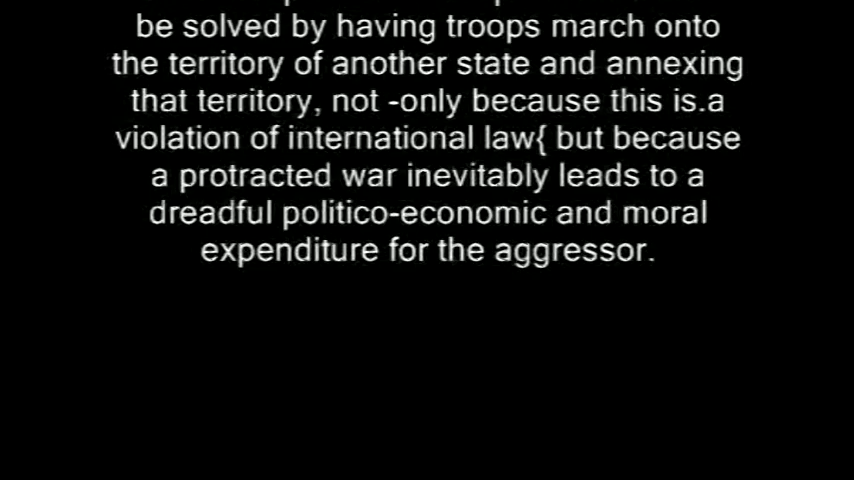 be solved by having troops march onto
the territory of another state and annexing
that territory, not -only because this is.a
violation of international law{ but because
a protracted war inevitably leads to a
dreadful politico-economic and moral
expenditure for the aggressor.